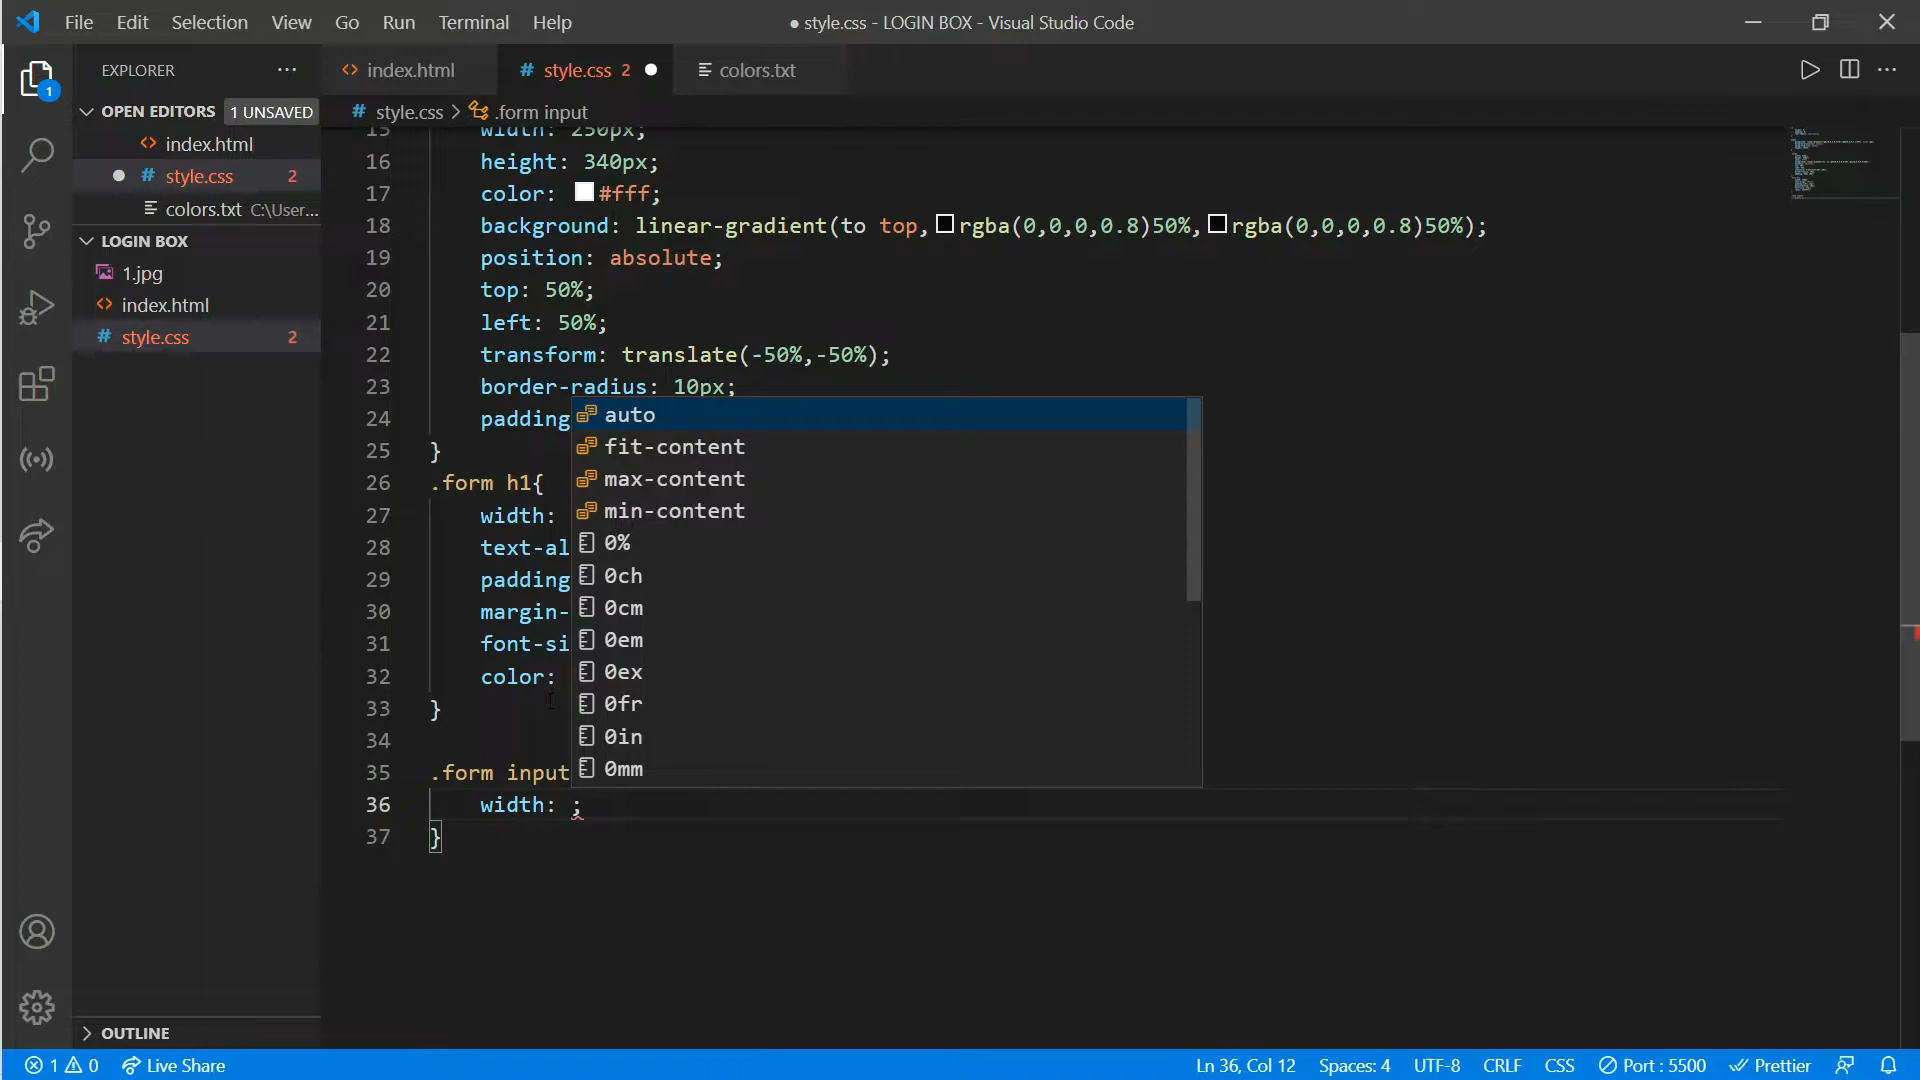 File Edit Selection View Go Run Terminal Help
● style.css - LOGIN BOX - Visual Studio Code
EXPLORER ...
<> index.html
# style.css 2 ●
colors.txt
1
OPEN EDITORS 1 UNSAVED
<> index.html
● # style.css 2
colors.txt C:\User...
LOGIN BOX
1.jpg
<> index.html
# style.css 2
OUTLINE
# style.css > .form input
15 width: 250px;
16 height: 340px;
17 color: #fff;
18 background: linear-gradient(to top,rgba(0,0,0,0.8)50%,rgba(0,0,0,0.8)50%);
19 position: absolute;
20 top: 50%;
21 left: 50%;
22 transform: translate(-50%,-50%);
23 border-radius: 10px;
24 padding
25 }
26 .form h1{
27 width:
28 text-al
29 padding
30 margin-
31 font-si
32 color:
33 }
34
35 .form input
36 width: ;
37 }
auto
fit-content
max-content
min-content
0%
0ch
0cm
0em
0ex
0fr
0in
0mm
1 0 Live Share
Ln 36, Col 12 Spaces: 4 UTF-8 CRLF CSS Port : 5500 Prettier